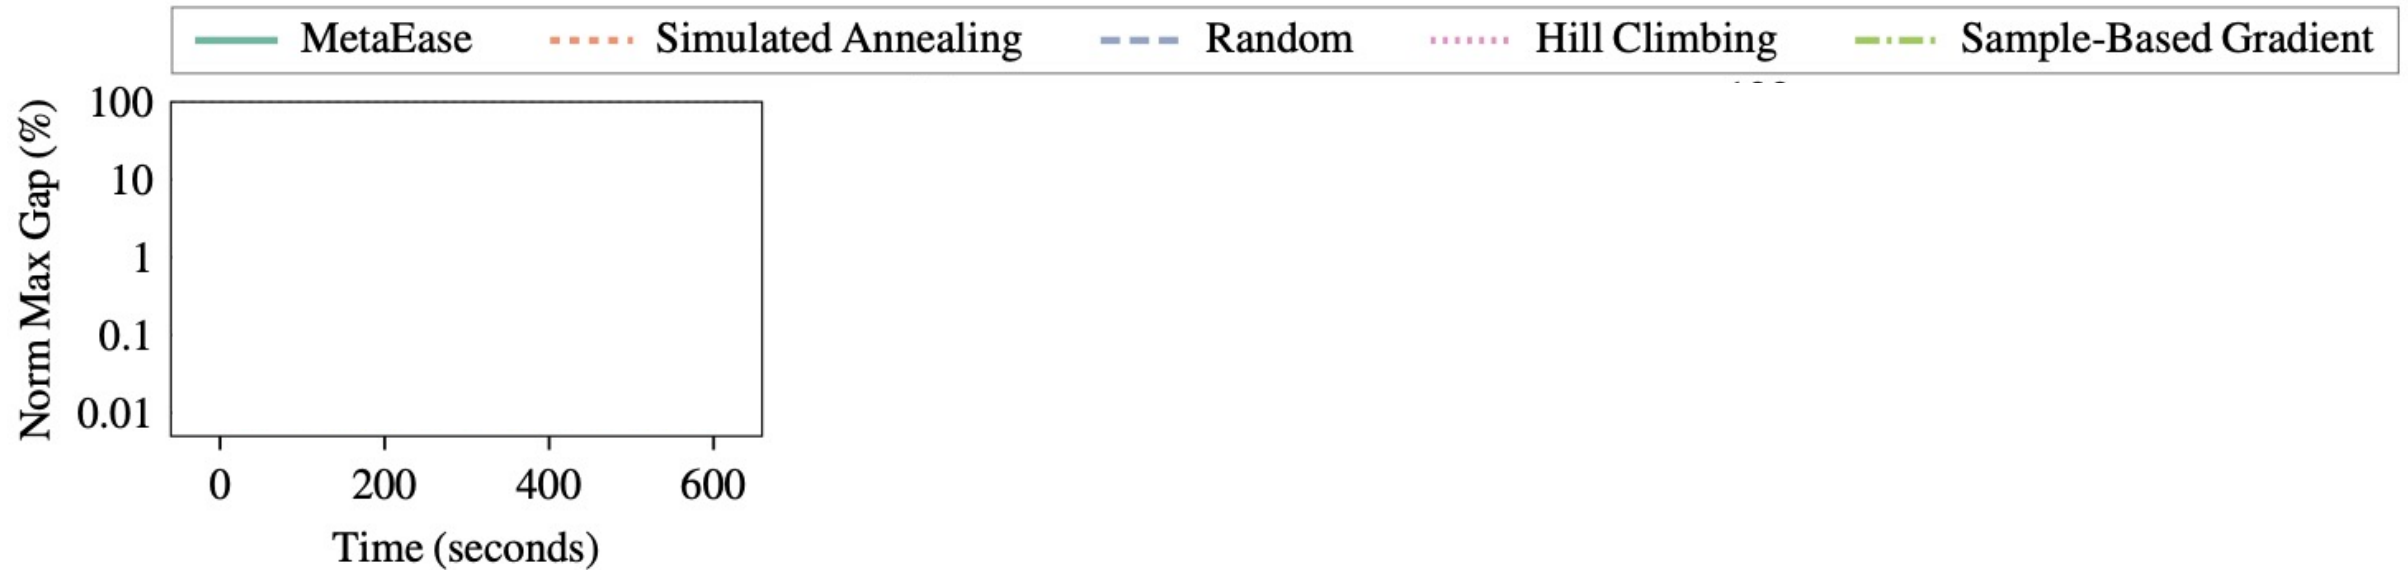 MetaEase Simulated Annealing Random Hill Climbing Sample-Based Gradient
Norm Max Gap (%)
100
10
1
0.1
0.01
0 200 400 600
Time (seconds)